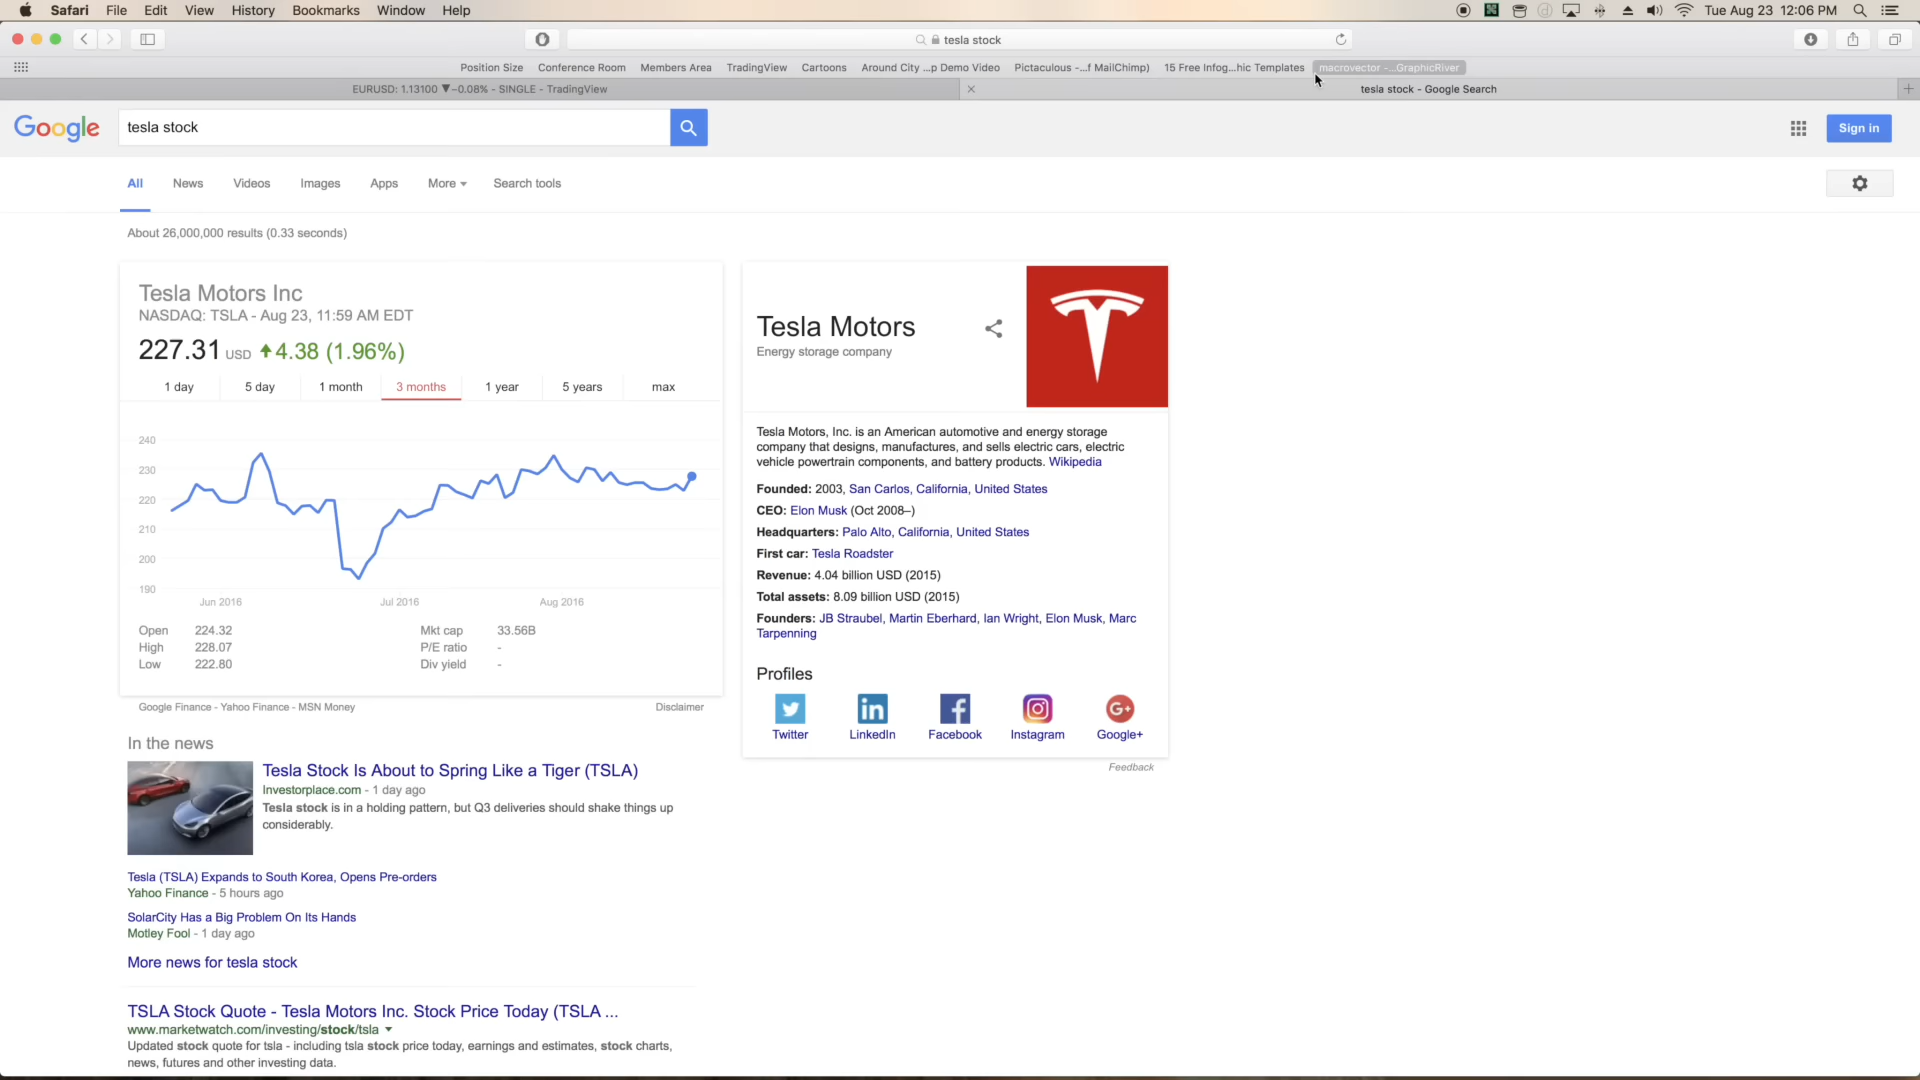 Safari File Edit View History Bookmarks Window Help Tue Aug 23 12:06 PM
tesla stock
Position Size Conference Room Members Area TradingView Cartoons Around City ...p Demo Video Pictaculous -...f MailChimp) 15 Free Infog...hic Templates macrovector -...GraphicRiver
EURUSD: 1.13100 ▼−0.08% - SINGLE - TradingView tesla stock - Google Search
Google tesla stock Sign in
All News Videos Images Apps More Search tools
About 26,000,000 results (0.33 seconds)
Tesla Motors Inc
NASDAQ: TSLA - Aug 23, 11:59 AM EDT
227.31 USD 4.38 (1.96%)
1 day 5 day 1 month 3 months 1 year 5 years max
240
230
220
210
200
190
Jun 2016 Jul 2016 Aug 2016
Open 224.32 Mkt cap 33.56B
High 228.07 P/E ratio -
Low 222.80 Div yield -
Google Finance - Yahoo Finance - MSN Money Disclaimer
In the news
Tesla Stock Is About to Spring Like a Tiger (TSLA)
Investorplace.com - 1 day ago
Tesla stock is in a holding pattern, but Q3 deliveries should shake things up
considerably.
Tesla (TSLA) Expands to South Korea, Opens Pre-orders
Yahoo Finance - 5 hours ago
SolarCity Has a Big Problem On Its Hands
Motley Fool - 1 day ago
More news for tesla stock
TSLA Stock Quote - Tesla Motors Inc. Stock Price Today (TSLA ...
www.marketwatch.com/investing/stock/tsla
Updated stock quote for tsla - including tsla stock price today, earnings and estimates, stock charts,
news, futures and other investing data.
Tesla Motors
Energy storage company
Tesla Motors, Inc. is an American automotive and energy storage
company that designs, manufactures, and sells electric cars, electric
vehicle powertrain components, and battery products. Wikipedia
Founded: 2003, San Carlos, California, United States
CEO: Elon Musk (Oct 2008–)
Headquarters: Palo Alto, California, United States
First car: Tesla Roadster
Revenue: 4.04 billion USD (2015)
Total assets: 8.09 billion USD (2015)
Founders: JB Straubel, Martin Eberhard, Ian Wright, Elon Musk, Marc
Tarpenning
Profiles
Twitter LinkedIn Facebook Instagram Google+
Feedback